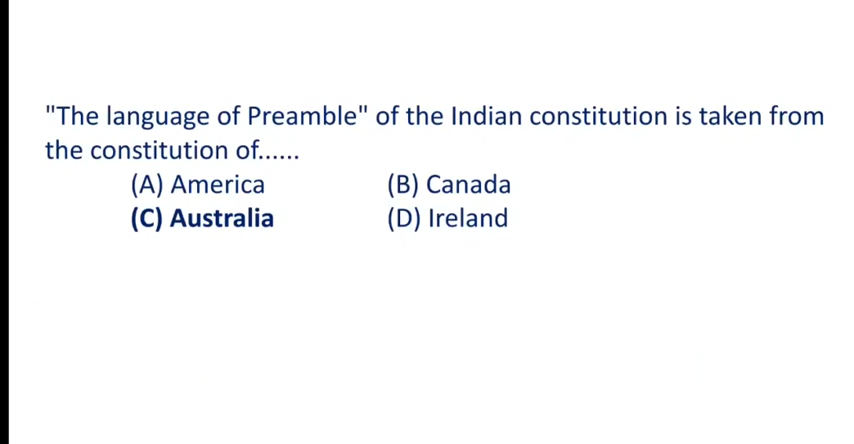 "The language of Preamble" of the Indian constitution is taken from
the constitution of......
(A) America (B) Canada
(C) Australia (D) Ireland